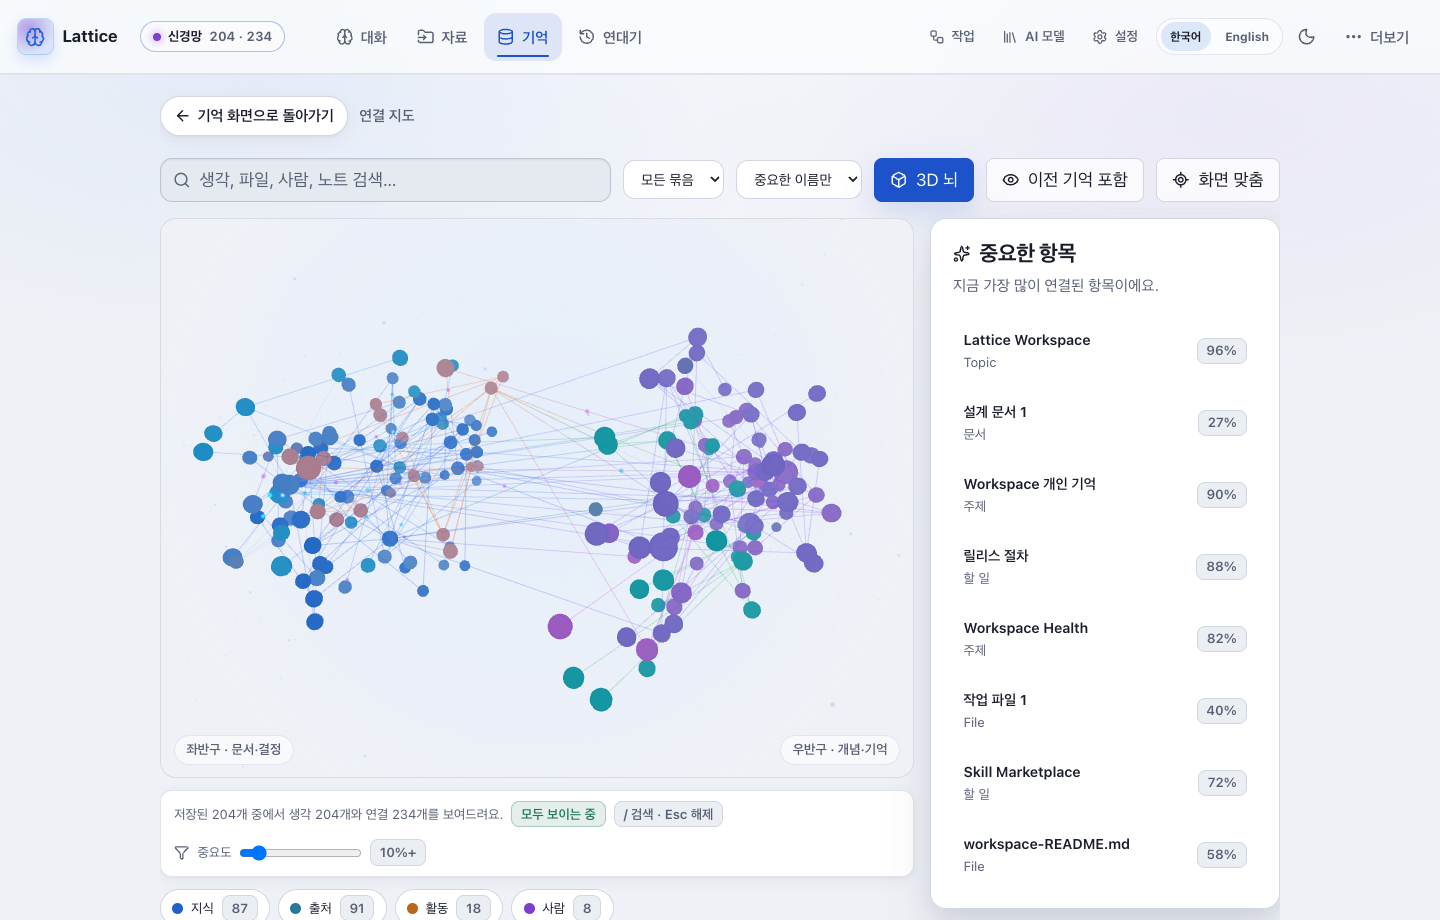 Lattice
신경망 204 · 234
대화
자료
기억
연대기
작업
AI 모델
설정
한국어
English
더보기
기억 화면으로 돌아가기
연결 지도
생각, 파일, 사람, 노트 검색...
모든 묶음
중요한 이름만
3D 뇌
이전 기억 포함
화면 맞춤
좌반구 · 문서·결정
우반구 · 개념·기억
저장된 204개 중에서 생각 204개와 연결 234개를 보여드려요.
모두 보이는 중
/ 검색 · Esc 해제
중요도
10%+
지식 87
출처 91
활동 18
사람 8
중요한 항목
지금 가장 많이 연결된 항목이에요.
Lattice Workspace
Topic
96%
설계 문서 1
문서
27%
Workspace 개인 기억
주제
90%
릴리스 절차
할 일
88%
Workspace Health
주제
82%
작업 파일 1
File
40%
Skill Marketplace
할 일
72%
workspace-README.md
File
58%